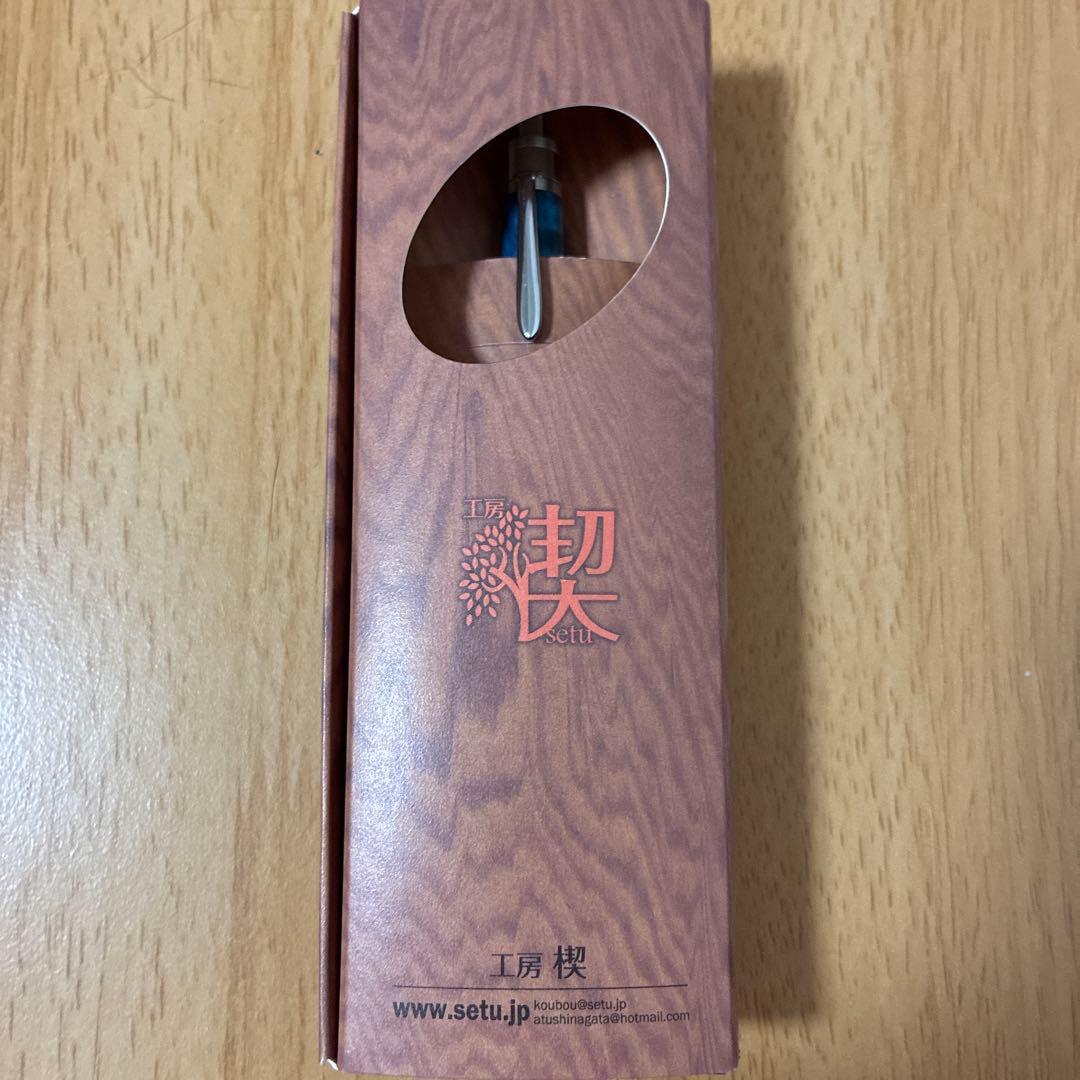 工房
楔
setu
工房 楔
www.setu.jp
koubou@setu.jp
atushinagata@hotmail.com